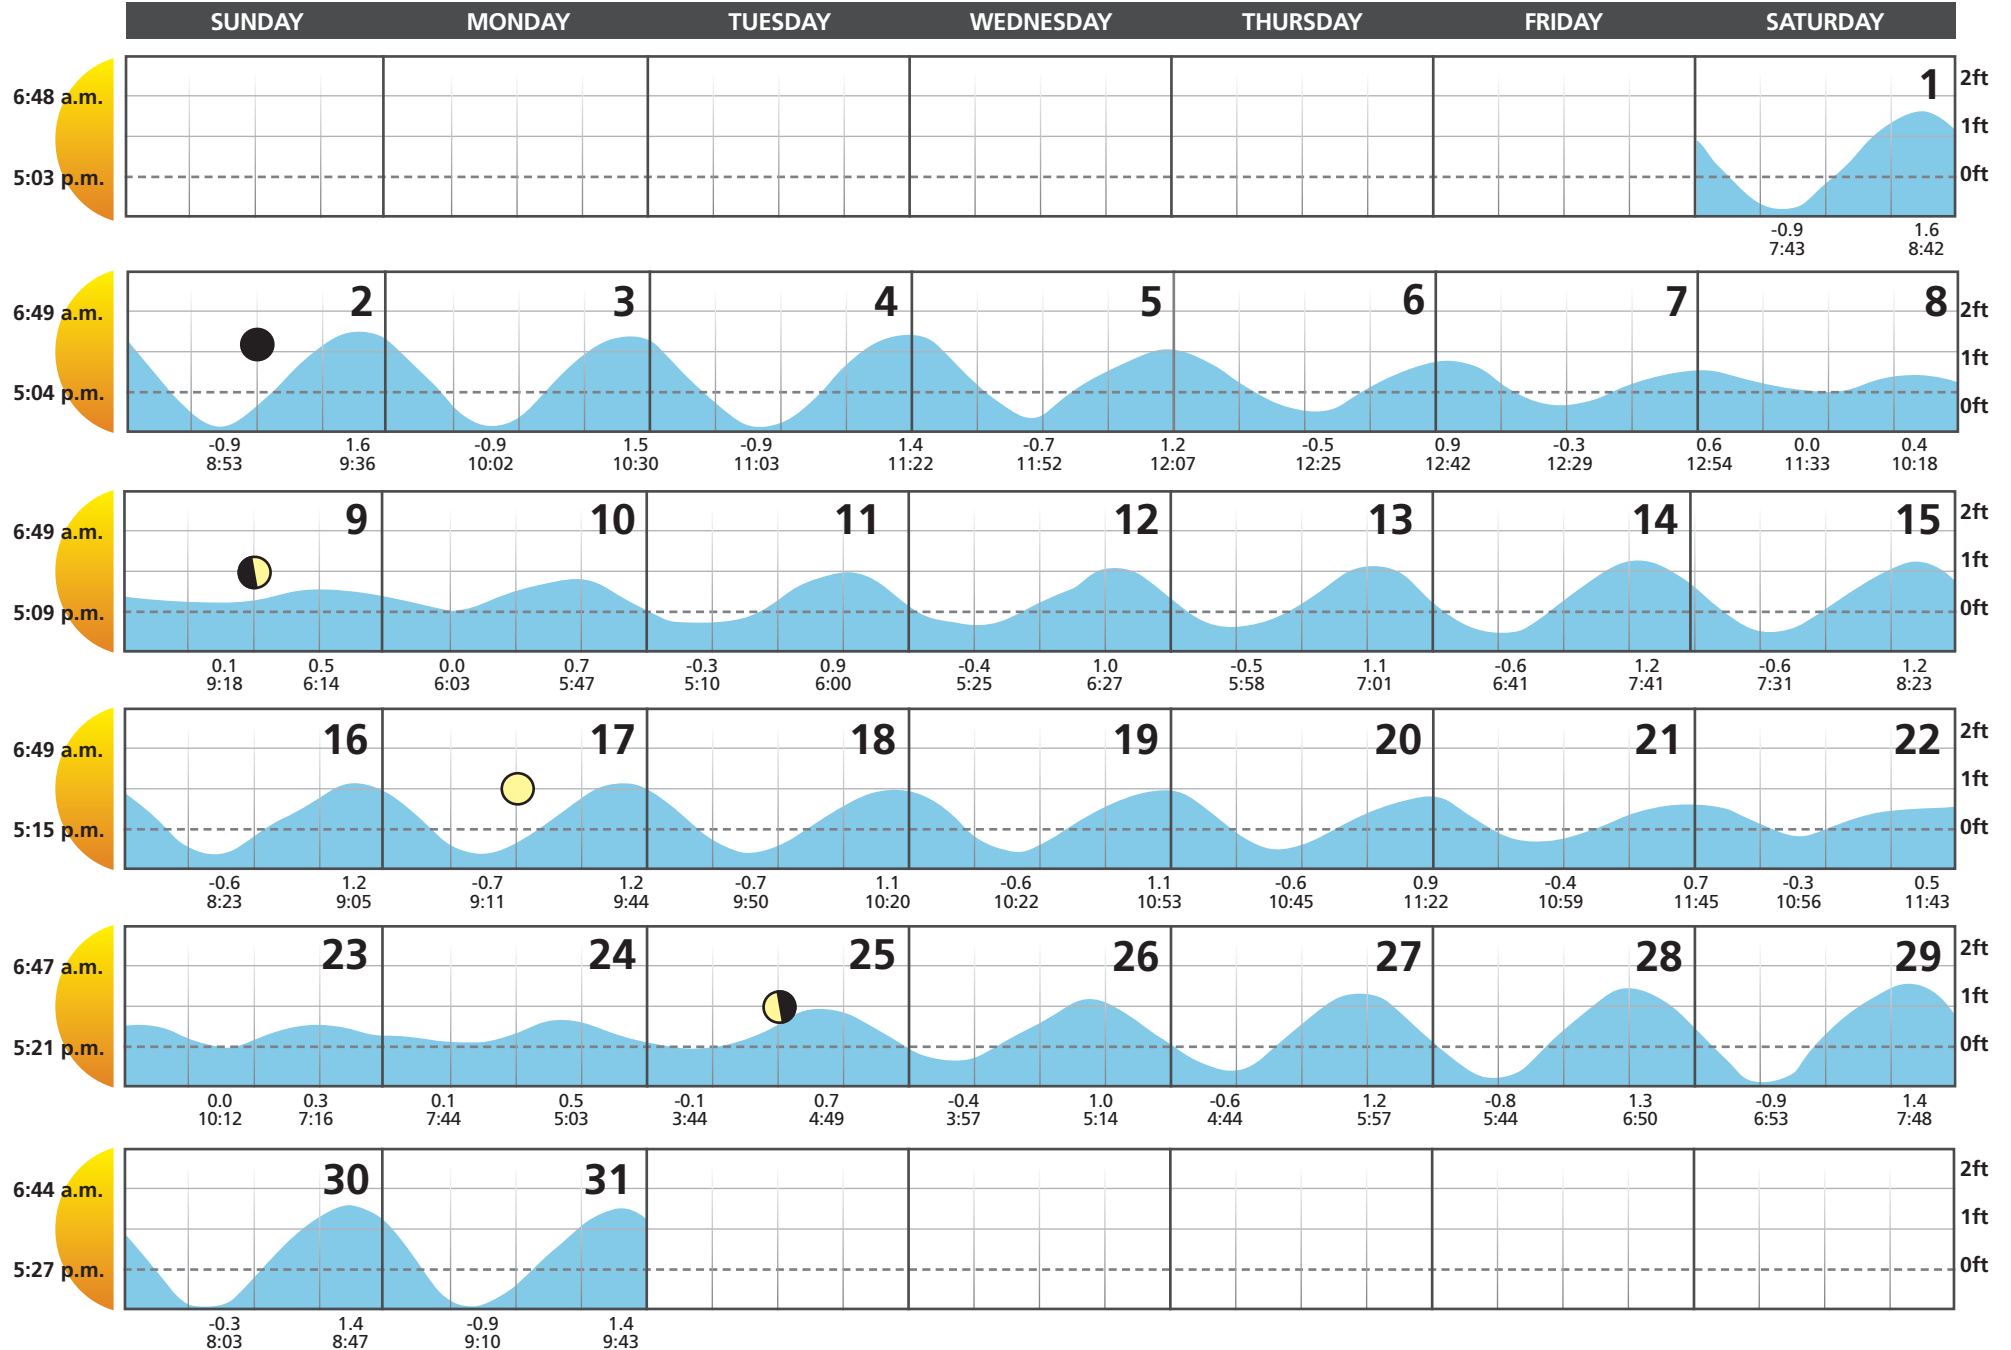 SUNDAY MONDAY TUESDAY WEDNESDAY THURSDAY FRIDAY SATURDAY
1
2ft
6:48 a.m.
1ft
5:03 p.m.
0ft
-0.9 1.6
7:43 8:42
2 3 4 5 6 7 8
6:49 a.m.
2ft
1ft
5:04 p.m.
0ft
-0.9 1.6 -0.9 1.5 -0.9 1.4 -0.7 1.2 -0.5 0.9 -0.3 0.6 0.0 0.4
8:53 9:36 10:02 10:30 11:03 11:22 11:52 12:07 12:25 12:42 12:29 12:54 11:33 10:18
9 10 11 12 13 14 15
2ft
6:49 a.m.
1ft
5:09 p.m.
0ft
0.1 0.5 0.0 0.7 -0.3 0.9 -0.4 1.0 -0.5 1.1 -0.6 1.2 -0.6 1.2
9:18 6:14 6:03 5:47 5:10 6:00 5:25 6:27 5:58 7:01 6:41 7:41 7:31 8:23
16 17 18 19 20 21 22
2ft
6:49 a.m.
1ft
5:15 p.m.
0ft
-0.6 1.2 -0.7 1.2 -0.7 1.1 -0.6 1.1 -0.6 0.9 -0.4 0.7 -0.3 0.5
8:23 9:05 9:11 9:44 9:50 10:20 10:22 10:53 10:45 11:22 10:59 11:45 10:56 11:43
23 24 25 26 27 28 29
2ft
6:47 a.m.
1ft
5:21 p.m.
0ft
0.0 0.3 0.1 0.5 -0.1 0.7 -0.4 1.0 -0.6 1.2 -0.8 1.3 -0.9 1.4
10:12 7:16 7:44 5:03 3:44 4:49 3:57 5:14 4:44 5:57 5:44 6:50 6:53 7:48
30 31
2ft
6:44 a.m.
1ft
5:27 p.m.
0ft
-0.3 1.4 -0.9 1.4
8:03 8:47 9:10 9:43